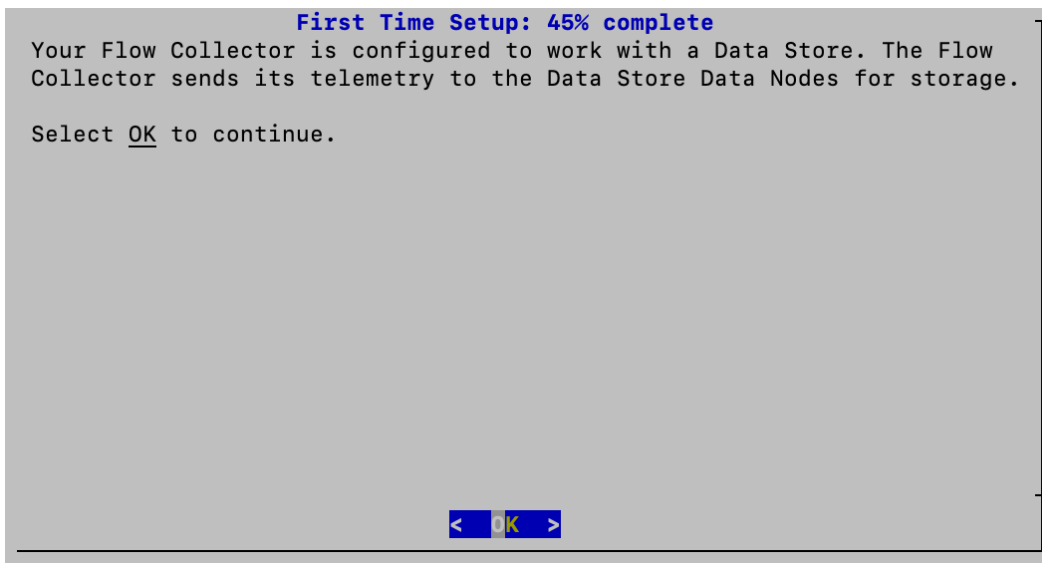 First Time Setup: 45% complete
Your Flow Collector is configured to work with a Data Store. The Flow
Collector sends its telemetry to the Data Store Data Nodes for storage.
Select OK to continue.
< OK >